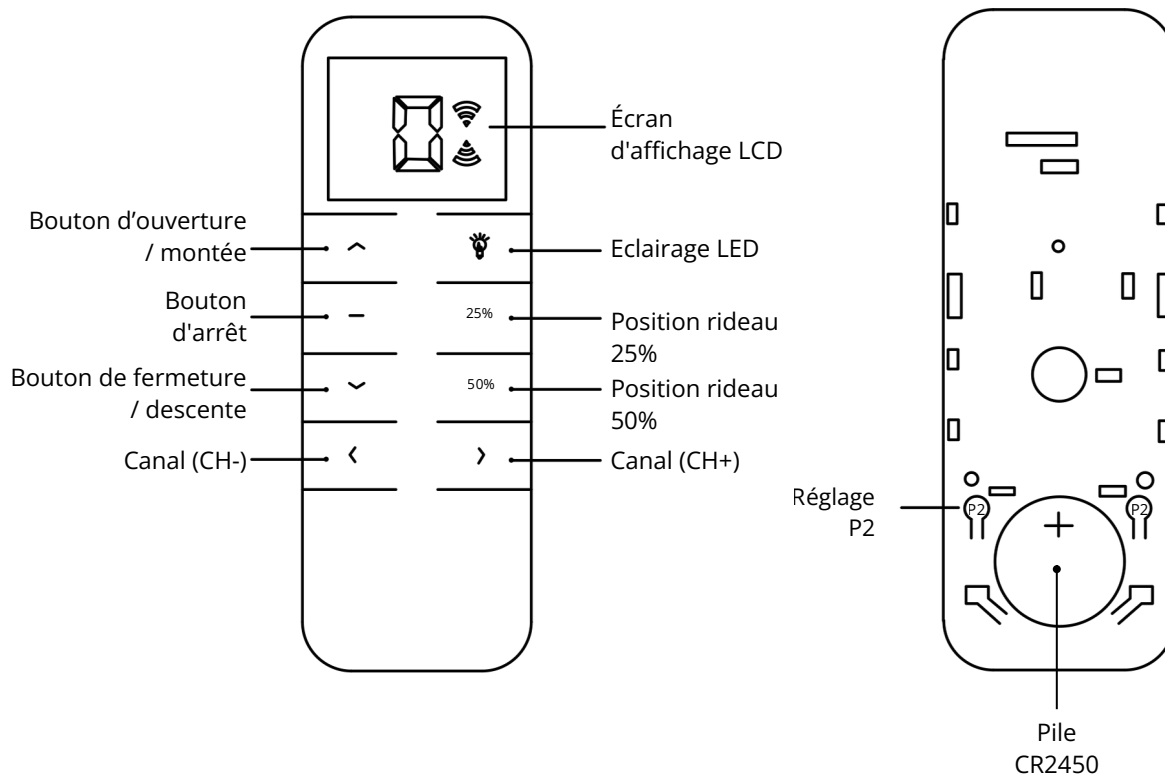 Écran
d'affichage LCD
Bouton d’ouverture
/ montée
Eclairage LED
Bouton
d'arrêt
25%
Position rideau
25%
Bouton de fermeture
/ descente
50%
Position rideau
50%
Canal (CH-)
Canal (CH+)
Réglage
P2
P2
P2
Pile
CR2450